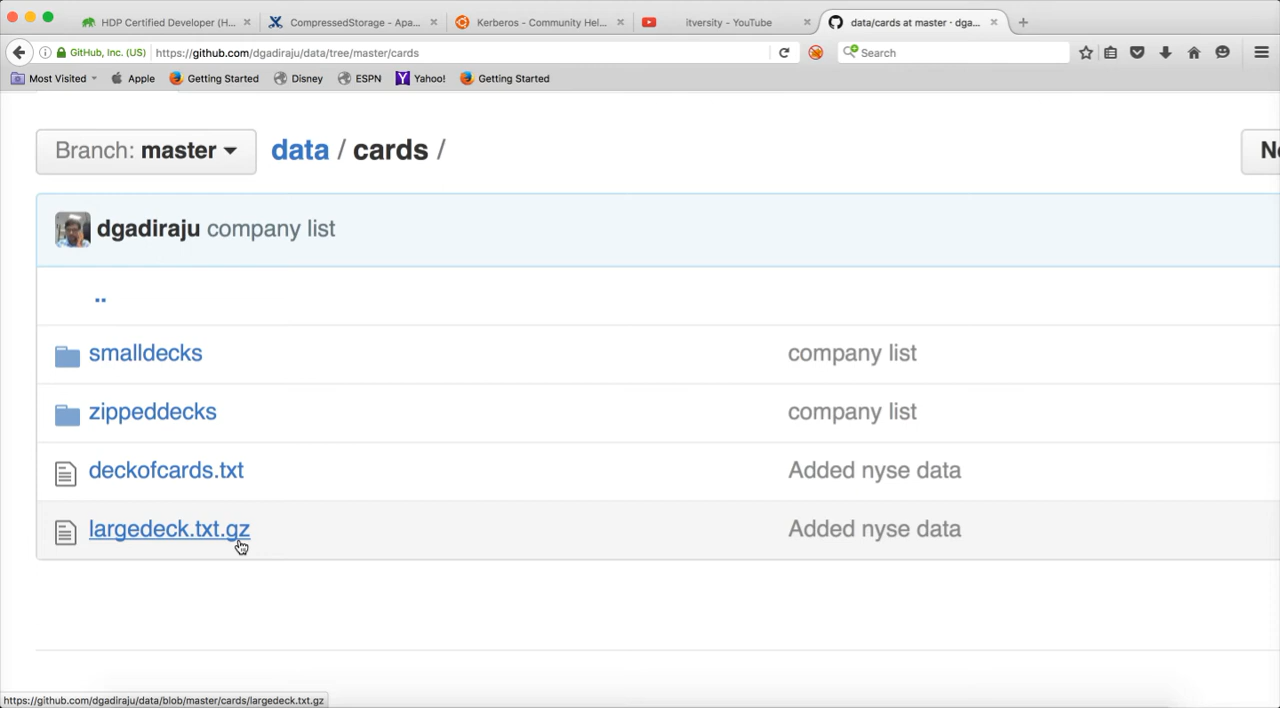 HDP Certified Developer (H... × CompressedStorage - Apa... × Kerberos - Community Hel... × itversity - YouTube × data/cards at master · dga... × +
GitHub, Inc. (US) https://github.com/dgadiraju/data/tree/master/cards Search
Most Visited Apple Getting Started Disney ESPN Yahoo! Getting Started
Branch: master data / cards /
dgadiraju company list
..
smalldecks company list
zippeddecks company list
deckofcards.txt Added nyse data
largedeck.txt.gz Added nyse data
https://github.com/dgadiraju/data/blob/master/cards/largedeck.txt.gz